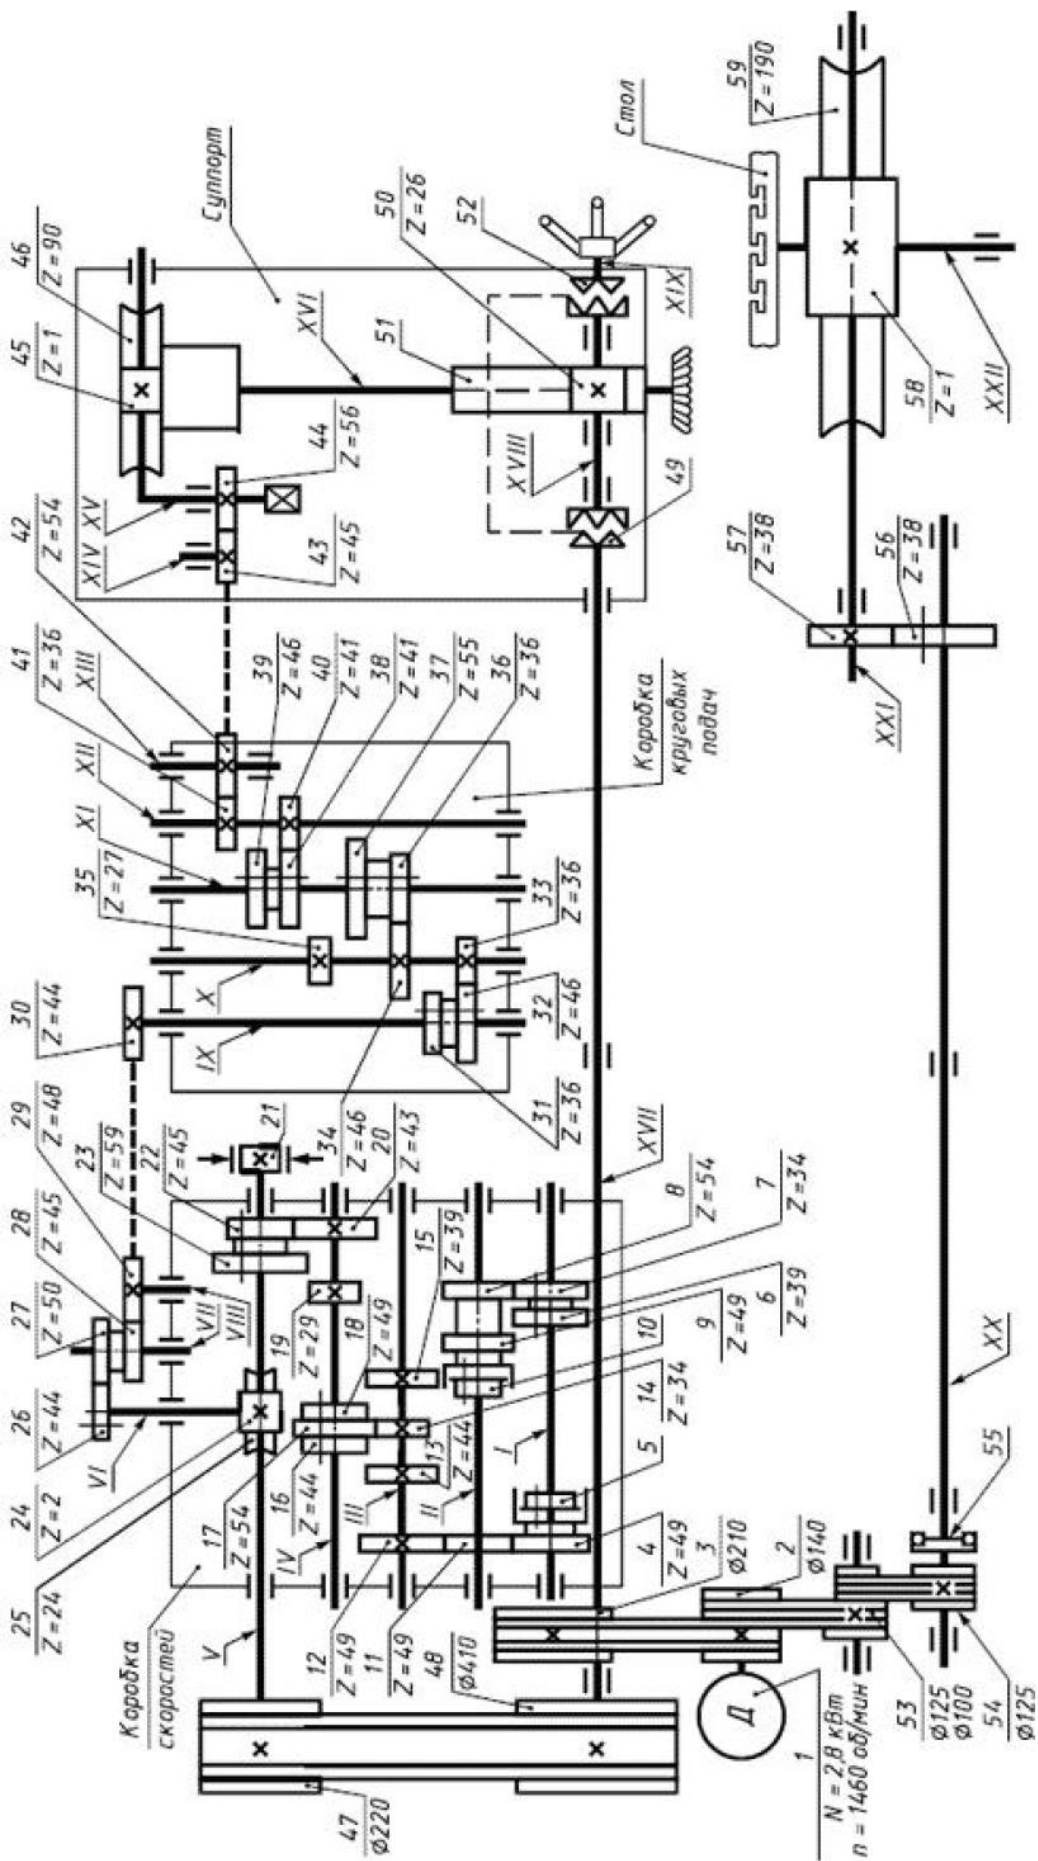 25
Z=24
24
Z=2
26
Z=44
27
Z=50
28
Z=45
29
Z=48
30
Z=44
41
Z=36
42
Z=54
45
Z=1
46
Z=90
VI
23
Z=59
22
Z=45
35
Z=27
XI
XII
XIII
XIV
XV
Коробка
скоростей
V
17
Z=54
VII
VIII
21
IX
X
Суппорт
16
Z=44
IV
19
Z=29
18
Z=49
34
Z=46
20
Z=43
39
Z=46
40
Z=41
38
Z=41
37
Z=55
36
Z=36
43
Z=45
44
Z=56
XVI
47
Ø220
12
Z=49
11
Z=49
48
Ø410
III
13
Z=44
II
15
Z=39
31
Z=36
32
Z=46
33
Z=36
51
50
Z=26
52
XVIII
I
14
Z=34
5
10
9
Z=49
6
Z=39
8
Z=54
7
Z=34
XVII
Коробка
круговых
подач
49
XIX
4
Z=49
3
Ø210
2
Ø140
Стол
59
Z=190
Д
1
N = 2,8 кВт
n = 1460 об/мин
53
Ø125
Ø100
54
Ø125
55
XX
XXI
57
Z=38
56
Z=38
58
Z=1
XXII